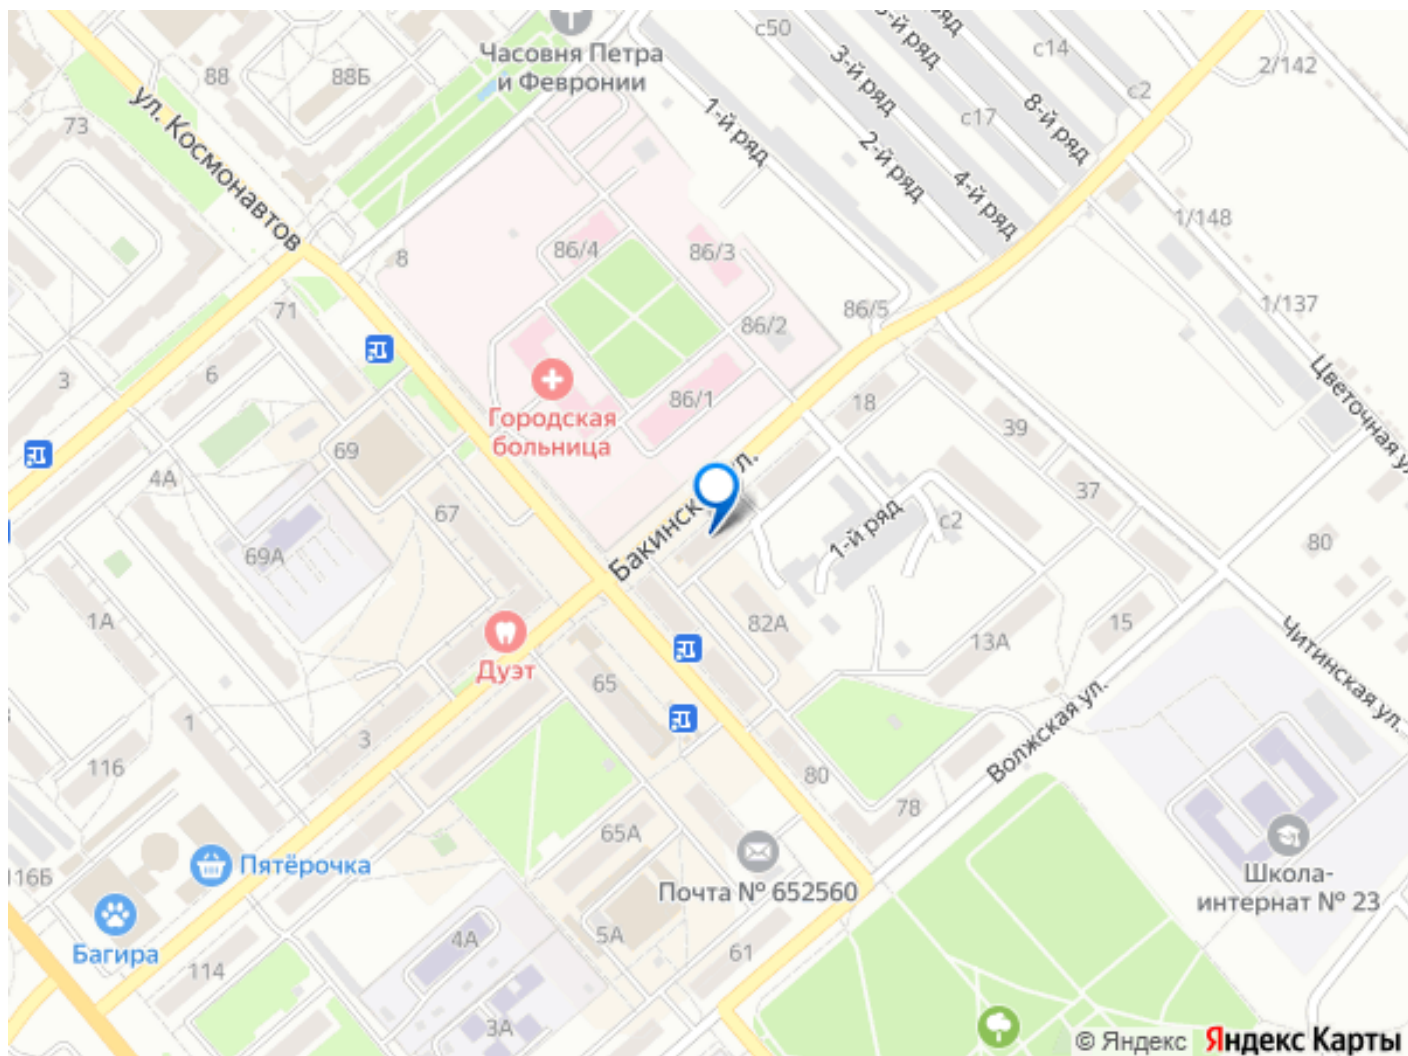 Часовня Петра
и Февронии
с50
5-й ряд
с14
2/142
88
88Б
3-й ряд
с2
73
ул. Космонавтов
1-й ряд
с17
8-й ряд
2-й ряд
4-й ряд
1/148
8
86/4
86/3
71
86/2
86/5
1/137
3
6
86/1
Цветочная ул
Городская
больница
18
39
69
4А
ул.
Бакинск
37
67
1-й ряд
с2
80
69А
1А
82А
15
13А
Читинская ул.
Дуэт
65
Волжская ул.
1
3
116
80
78
65А
Пятёрочка
116Б
Почта № 652560
Школа-
интернат № 23
Багира
4А
5А
61
114
3А
© Яндекс Яндекс Карты